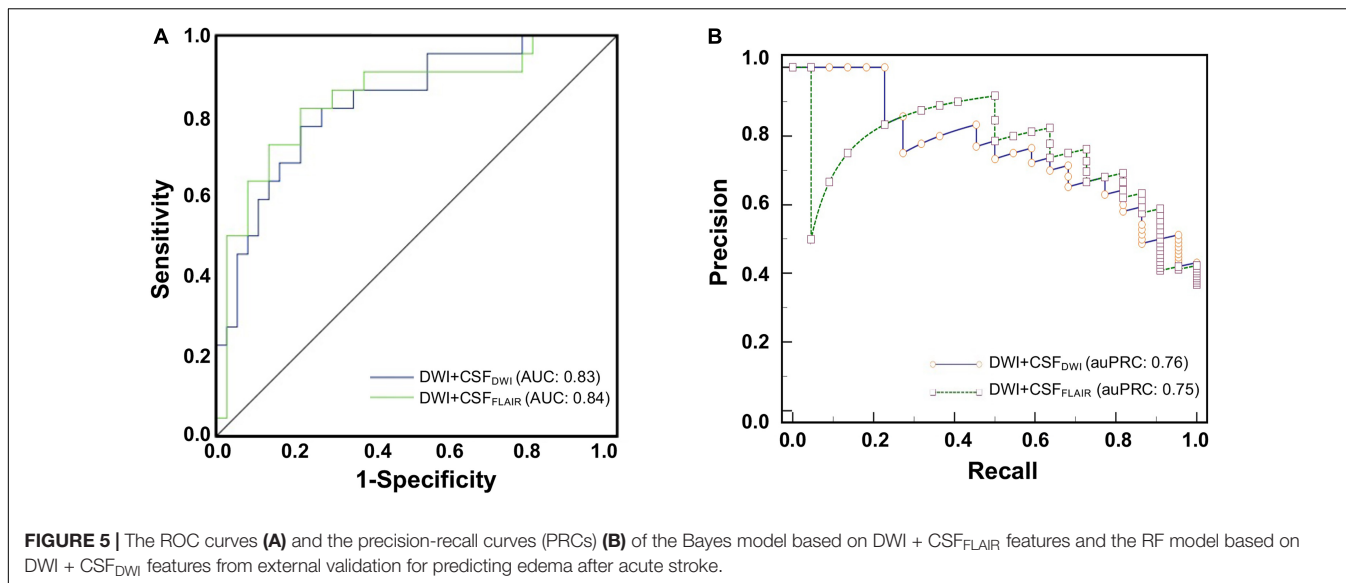 A
1.0
0.8
0.6
0.4
0.2
0.0
Sensitivity
DWI+CSFDWI (AUC: 0.83)
DWI+CSFFLAIR (AUC: 0.84)
0.0 0.2 0.4 0.6 0.8 1.0
1-Specificity
B
1.0
0.8
0.6
0.4
0.2
0.0
Precision
DWI+CSFDWI (auPRC: 0.76)
DWI+CSFFLAIR (auPRC: 0.75)
0.0 0.2 0.4 0.6 0.8 1.0
Recall
FIGURE 5 | The ROC curves (A) and the precision-recall curves (PRCs) (B) of the Bayes model based on DWI + CSFFLAIR features and the RF model based on
DWI + CSFDWI features from external validation for predicting edema after acute stroke.